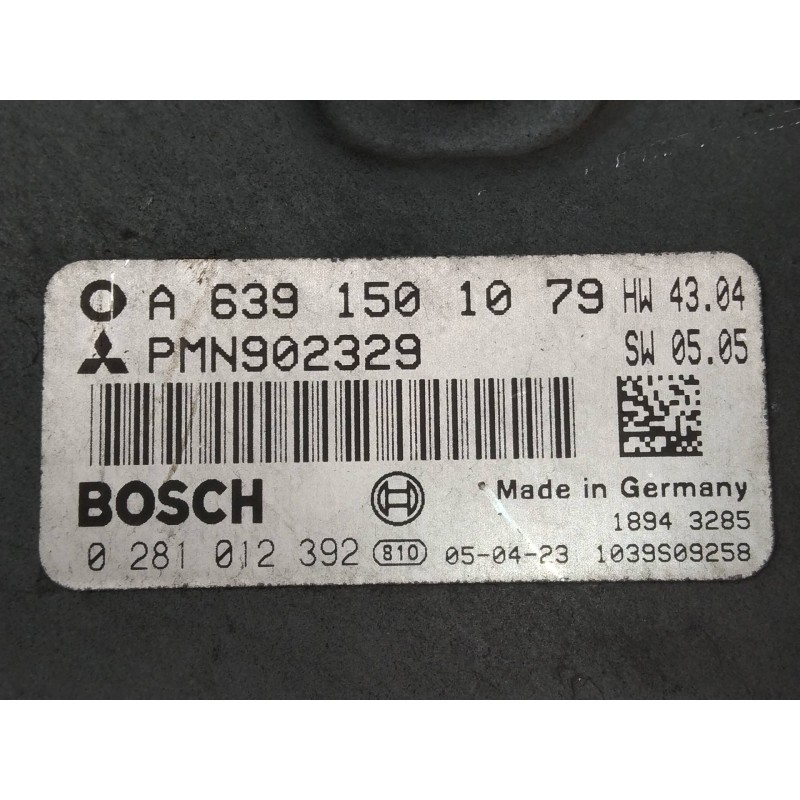 A 639 150 10 79 HW 43.04
PMN902329 SW 05.05
BOSCH Made in Germany
1894 3285
0 281 012 392 810 05-04-23 1039S09258